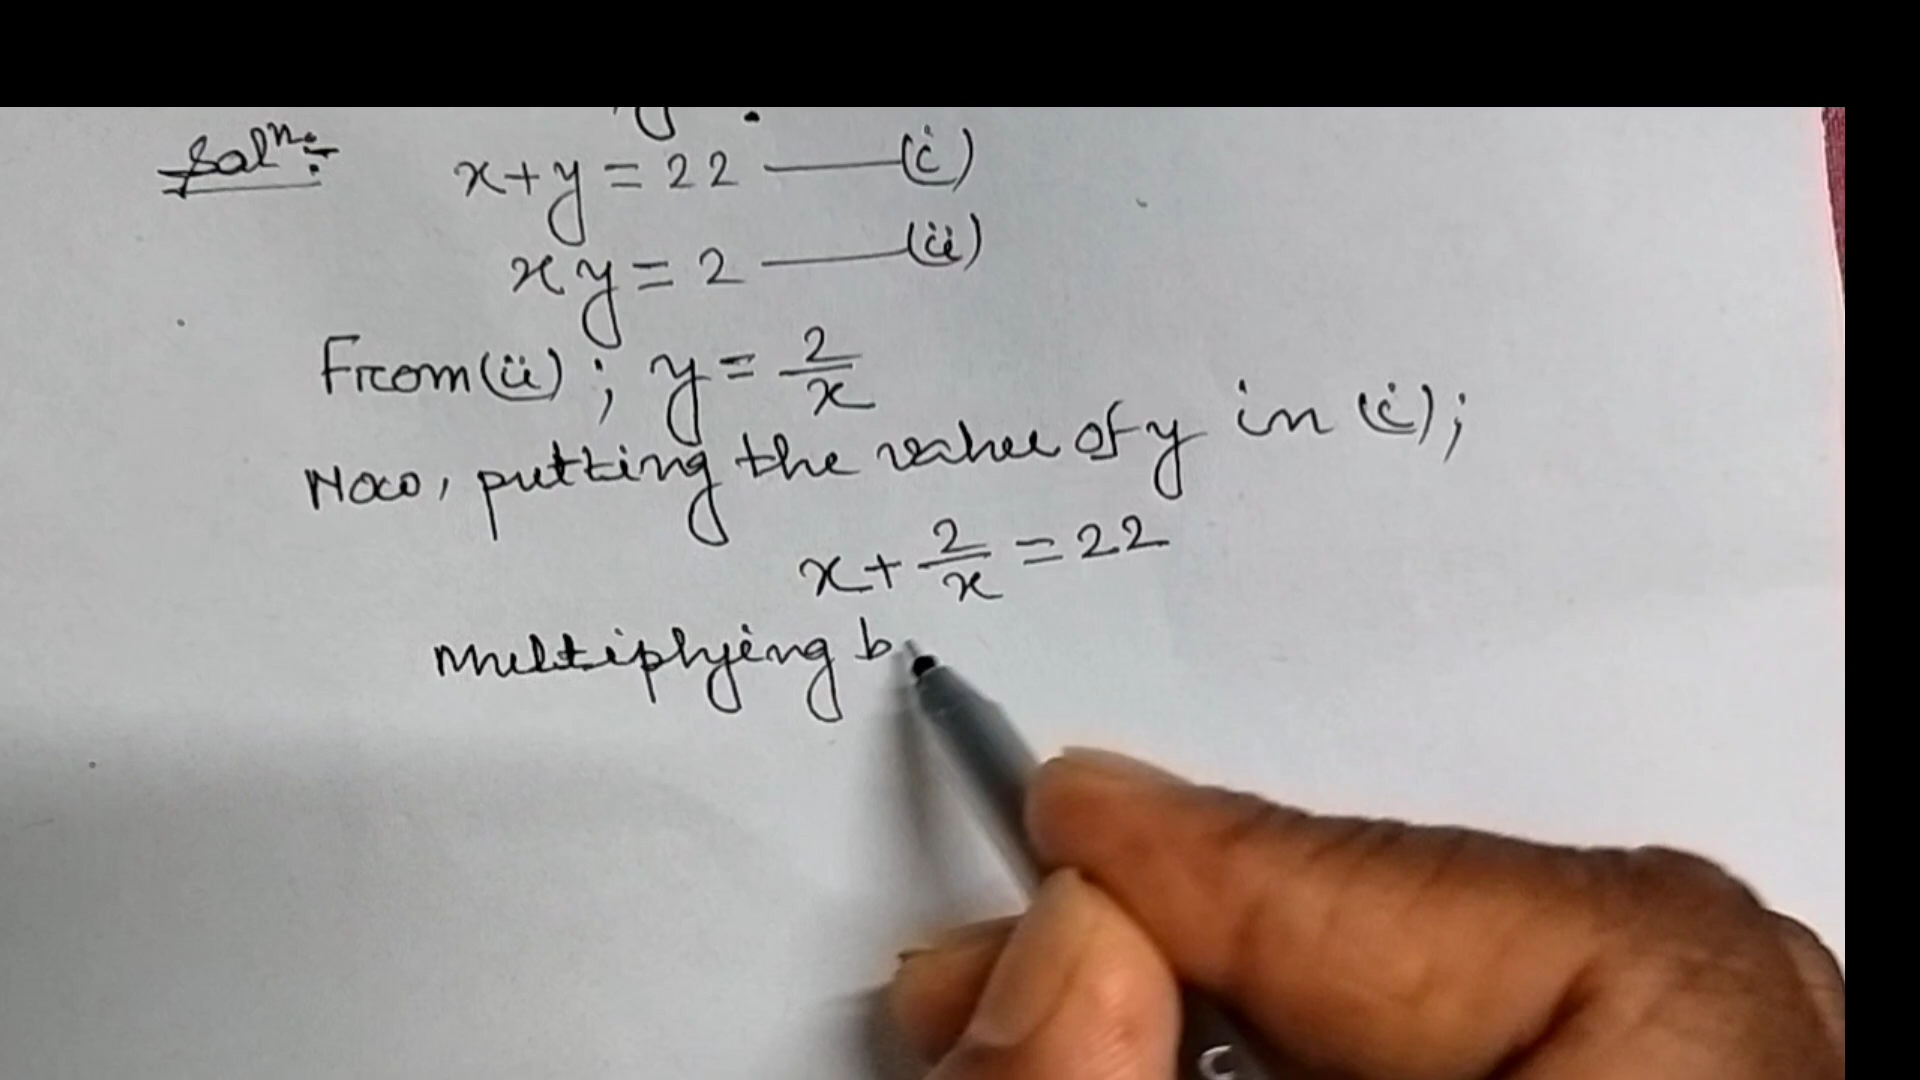 Solⁿ:-
x+y=22 ——(i)
xy=2 ——(ii)
From (ii); y = 2/x
Now, putting the value of y in (i);
x + 2/x = 22
Multiplying b